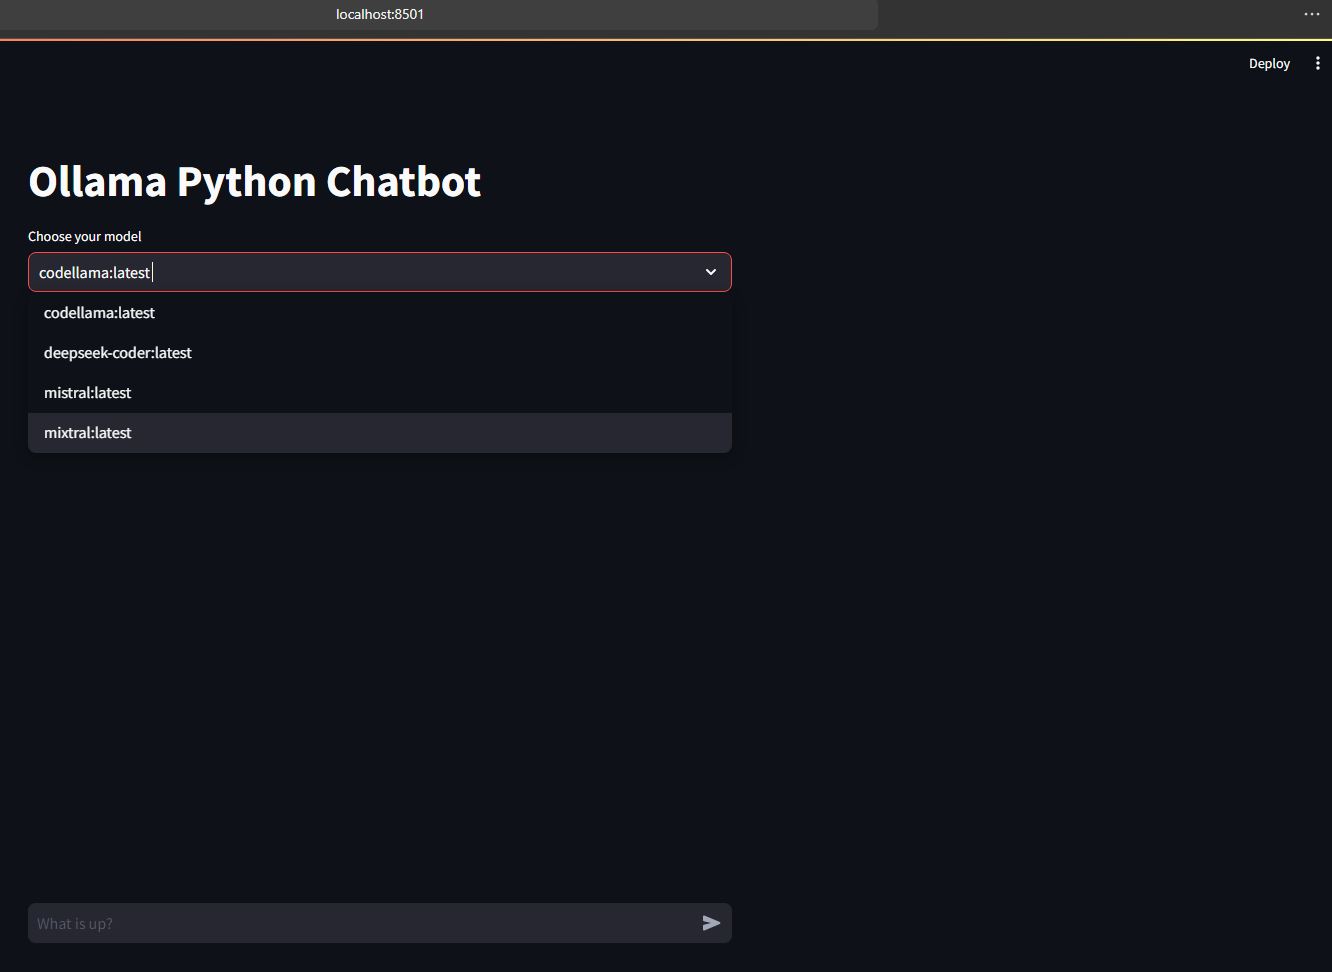 localhost:8501
Deploy
Ollama Python Chatbot
Choose your model
codellama:latest
codellama:latest
deepseek-coder:latest
mistral:latest
mixtral:latest
What is up?